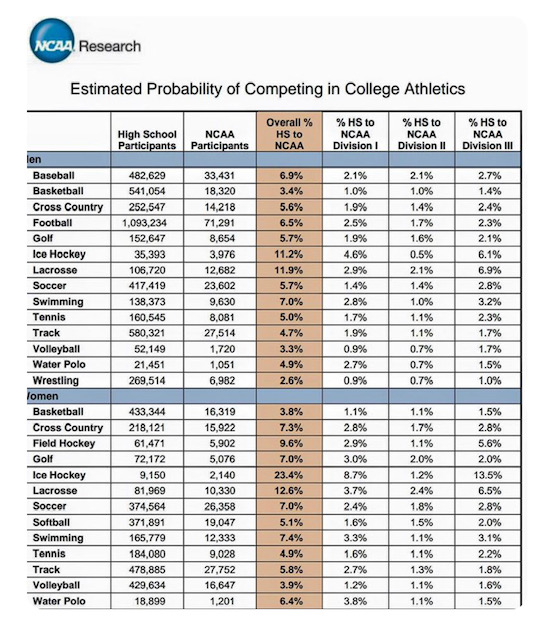 NCAA Research
Estimated Probability of Competing in College Athletics
High School Participants NCAA Participants Overall % HS to NCAA % HS to NCAA Division I % HS to NCAA Division II % HS to NCAA Division III
len
Baseball 482,629 33,431 6.9% 2.1% 2.1% 2.7%
Basketball 541,054 18,320 3.4% 1.0% 1.0% 1.4%
Cross Country 252,547 14,218 5.6% 1.9% 1.4% 2.4%
Football 1,093,234 71,291 6.5% 2.5% 1.7% 2.3%
Golf 152,647 8,654 5.7% 1.9% 1.6% 2.1%
Ice Hockey 35,393 3,976 11.2% 4.6% 0.5% 6.1%
Lacrosse 106,720 12,682 11.9% 2.9% 2.1% 6.9%
Soccer 417,419 23,602 5.7% 1.4% 1.4% 2.8%
Swimming 138,373 9,630 7.0% 2.8% 1.0% 3.2%
Tennis 160,545 8,081 5.0% 1.7% 1.1% 2.3%
Track 580,321 27,514 4.7% 1.9% 1.1% 1.7%
Volleyball 52,149 1,720 3.3% 0.9% 0.7% 1.7%
Water Polo 21,451 1,051 4.9% 2.7% 0.7% 1.5%
Wrestling 269,514 6,982 2.6% 0.9% 0.7% 1.0%
omen
Basketball 433,344 16,319 3.8% 1.1% 1.1% 1.5%
Cross Country 218,121 15,922 7.3% 2.8% 1.7% 2.8%
Field Hockey 61,471 5,902 9.6% 2.9% 1.1% 5.6%
Golf 72,172 5,076 7.0% 3.0% 2.0% 2.0%
Ice Hockey 9,150 2,140 23.4% 8.7% 1.2% 13.5%
Lacrosse 81,969 10,330 12.6% 3.7% 2.4% 6.5%
Soccer 374,564 26,358 7.0% 2.4% 1.8% 2.8%
Softball 371,891 19,047 5.1% 1.6% 1.5% 2.0%
Swimming 165,779 12,333 7.4% 3.3% 1.1% 3.1%
Tennis 184,080 9,028 4.9% 1.6% 1.1% 2.2%
Track 478,885 27,752 5.8% 2.7% 1.3% 1.8%
Volleyball 429,634 16,647 3.9% 1.2% 1.1% 1.6%
Water Polo 18,899 1,201 6.4% 3.8% 1.1% 1.5%